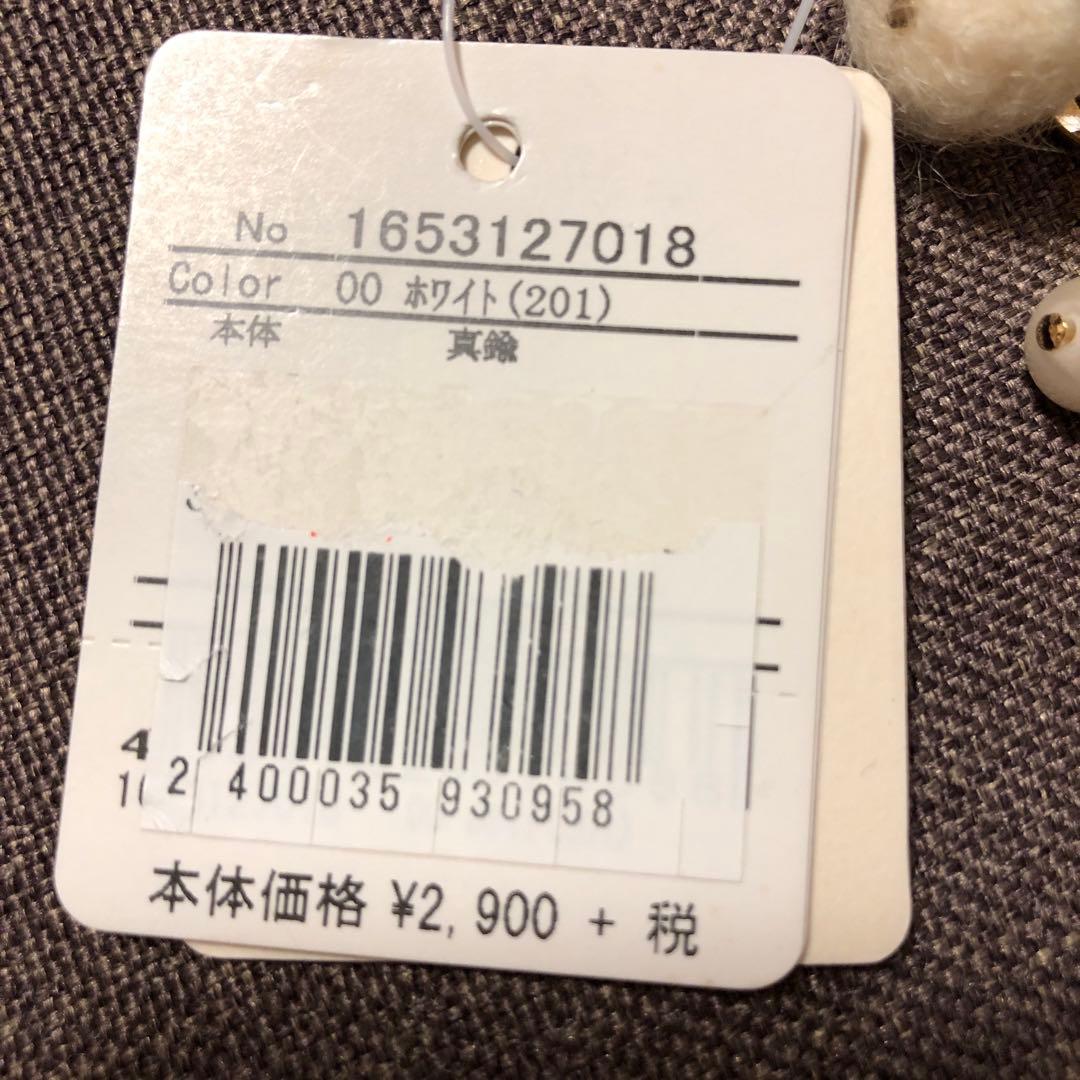 No 1653127018
Color 00 ホワイト(201)
本体 真鍮
2 400035 930958
本体価格 ¥2,900 + 税